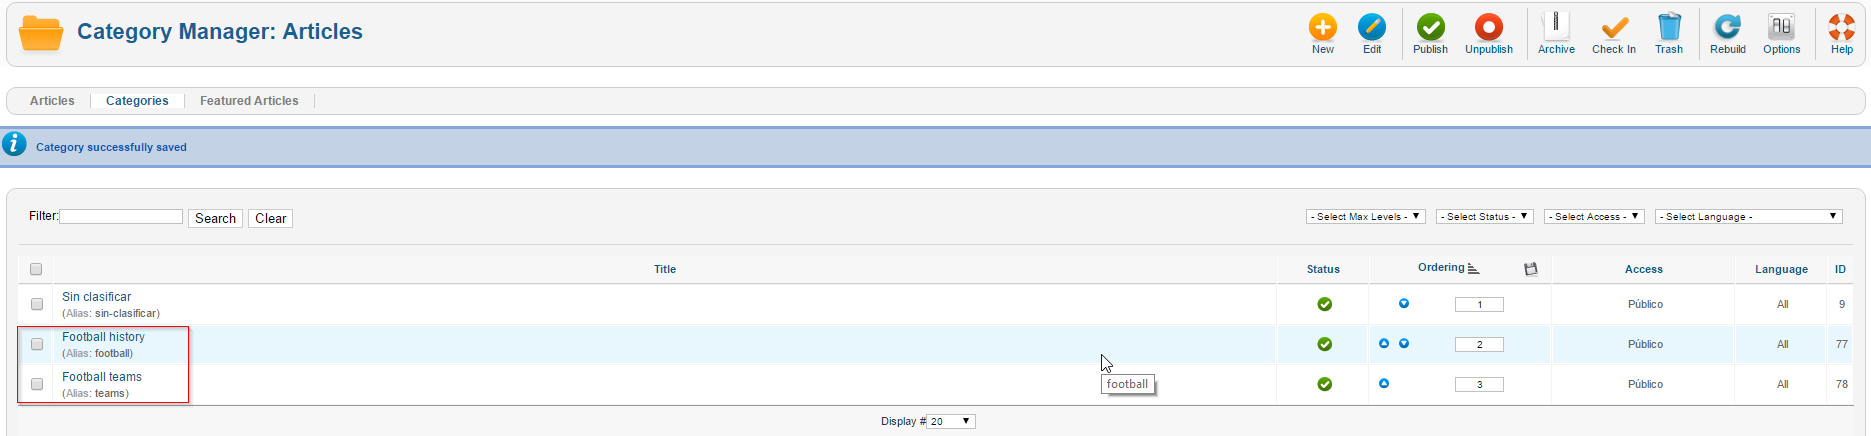 Category Manager: Articles
New Edit Publish Unpublish Archive Check In Trash Rebuild Options Help
Articles Categories Featured Articles
i Category successfully saved
Filter: Search Clear - Select Max Levels - - Select Status - - Select Access - - Select Language -
Title Status Ordering Access Language ID
Sin clasificar
(Alias: sin-clasificar) 1 Público All 9
Football history
(Alias: football) 2 Público All 77
football
Football teams
(Alias: teams) 3 Público All 78
Display # 20